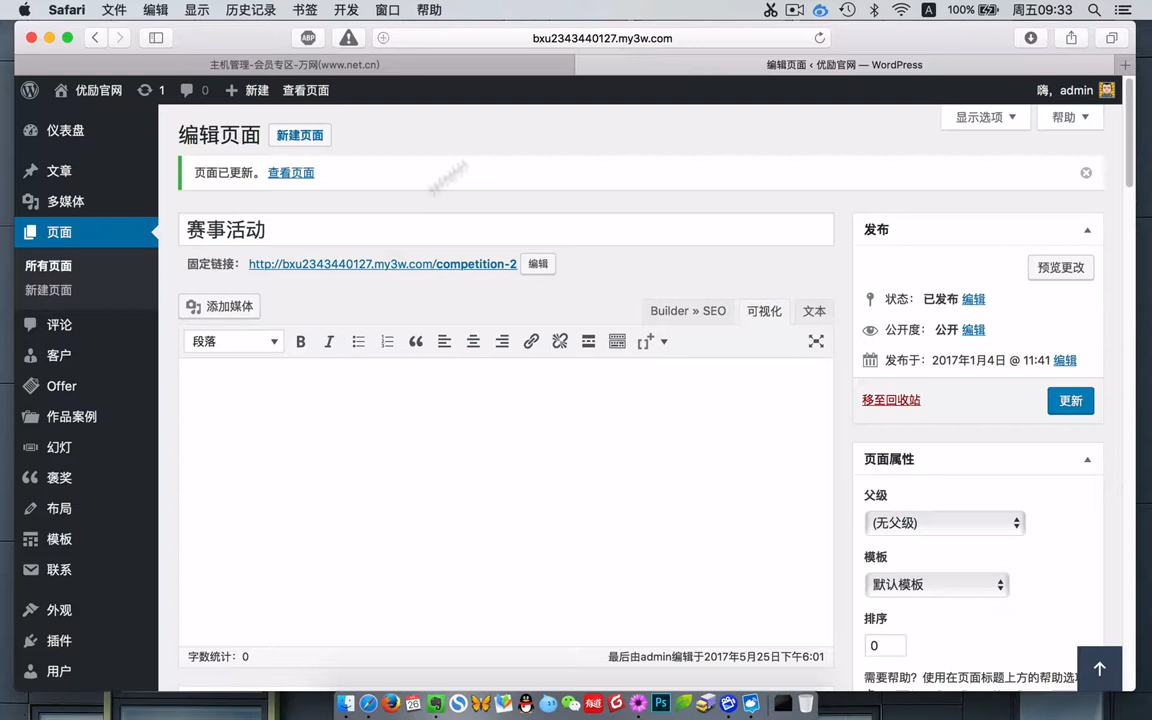 Safari 文件 编辑 显示 历史记录 书签 开发 窗口 帮助 A 100% 周五09:33
ABP bxu2343440127.my3w.com
主机管理-会员专区-万网(www.net.cn) 编辑页面 ‹ 优励官网 — WordPress
优励官网 1 0 新建 查看页面 嗨，admin
仪表盘
文章
多媒体
页面
所有页面
新建页面
评论
客户
Offer
作品案例
幻灯
褒奖
布局
模板
联系
外观
插件
用户
编辑页面 新建页面
显示选项 帮助
页面已更新。 查看页面
赛事活动
固定链接： http://bxu2343440127.my3w.com/competition-2 编辑
添加媒体 Builder » SEO 可视化 文本
段落 B I
字数统计：0 最后由admin编辑于2017年5月25日下午6:01
发布
预览更改
状态： 已发布 编辑
公开度： 公开 编辑
发布于：2017年1月4日 @ 11:41 编辑
移至回收站 更新
页面属性
父级
(无父级)
模板
默认模板
排序
0
需要帮助？使用在页面标题上方的帮助选
26 有道 Ps